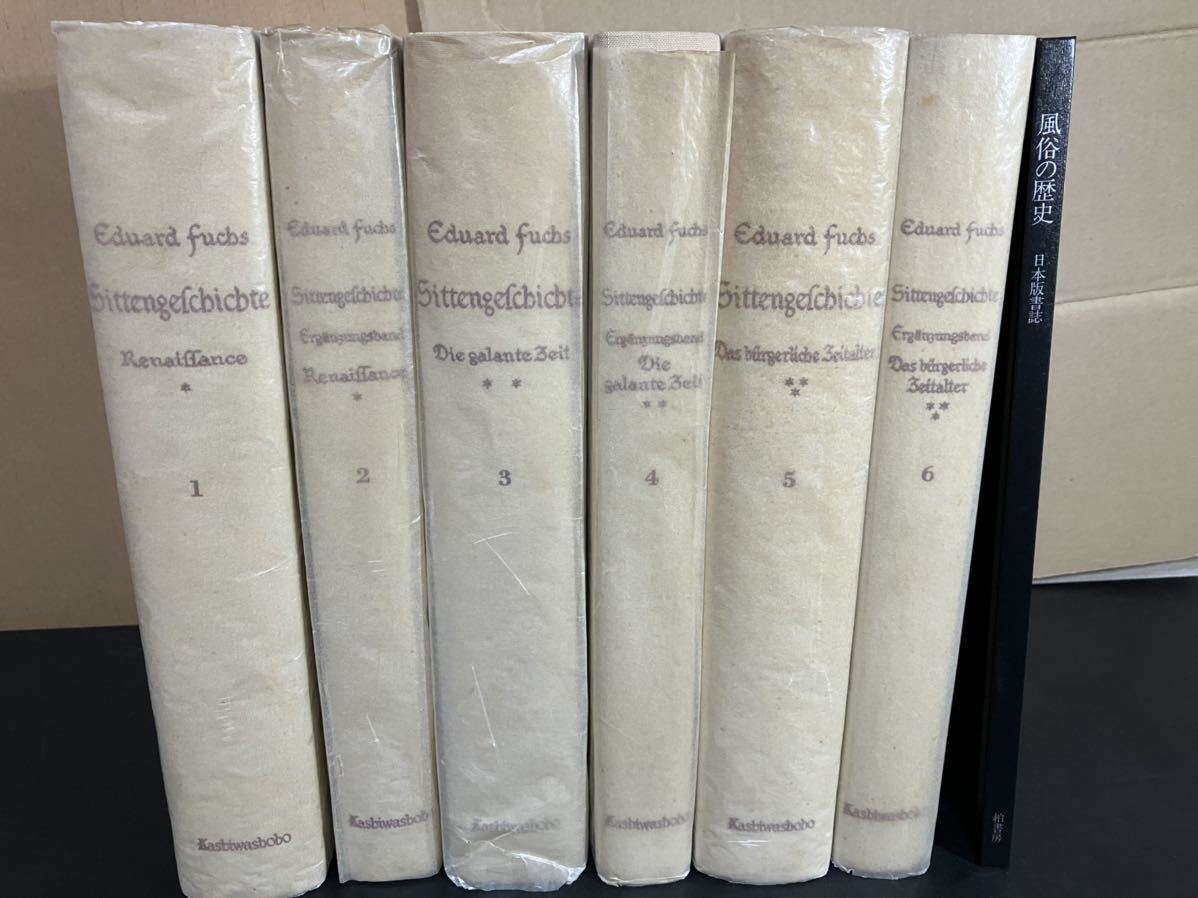 Eduard Fuchs
Sittengeſchichte
Renaiſſance
*
1
Kashiwashobo
Eduard Fuchs
Sittengeſchichte
Ergänzungsband
Renaiſſance
*
2
Kashiwashobo
Eduard Fuchs
Sittengeſchichte
Die galante Zeit
* *
3
Kashiwashobo
Eduard Fuchs
Sittengeſchichte
Ergänzungsband
Die
galante Zeit
* *
4
Kashiwashobo
Eduard Fuchs
Sittengeſchichte
Das bürgerliche Zeitalter
* *
*
5
Kashiwashobo
Eduard Fuchs
Sittengeſchichte
Ergänzungsband
Das bürgerliche
Zeitalter
* *
*
6
Kashiwashobo
風俗の歴史 日本版書誌
柏書房